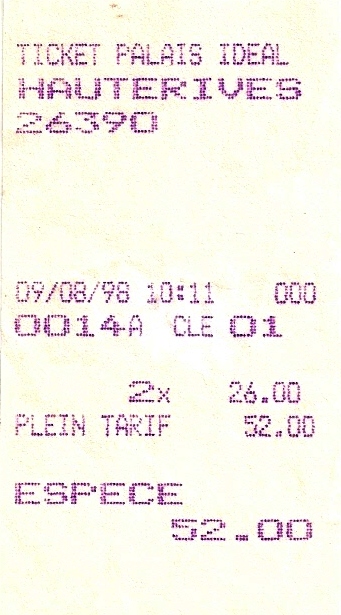 TICKET PALAIS IDEAL
HAUTERIVES
26390
09/08/98 10:11 000
0014A CLE 01
2x 26.00
PLEIN TARIF 52.00
ESPECE
52.00